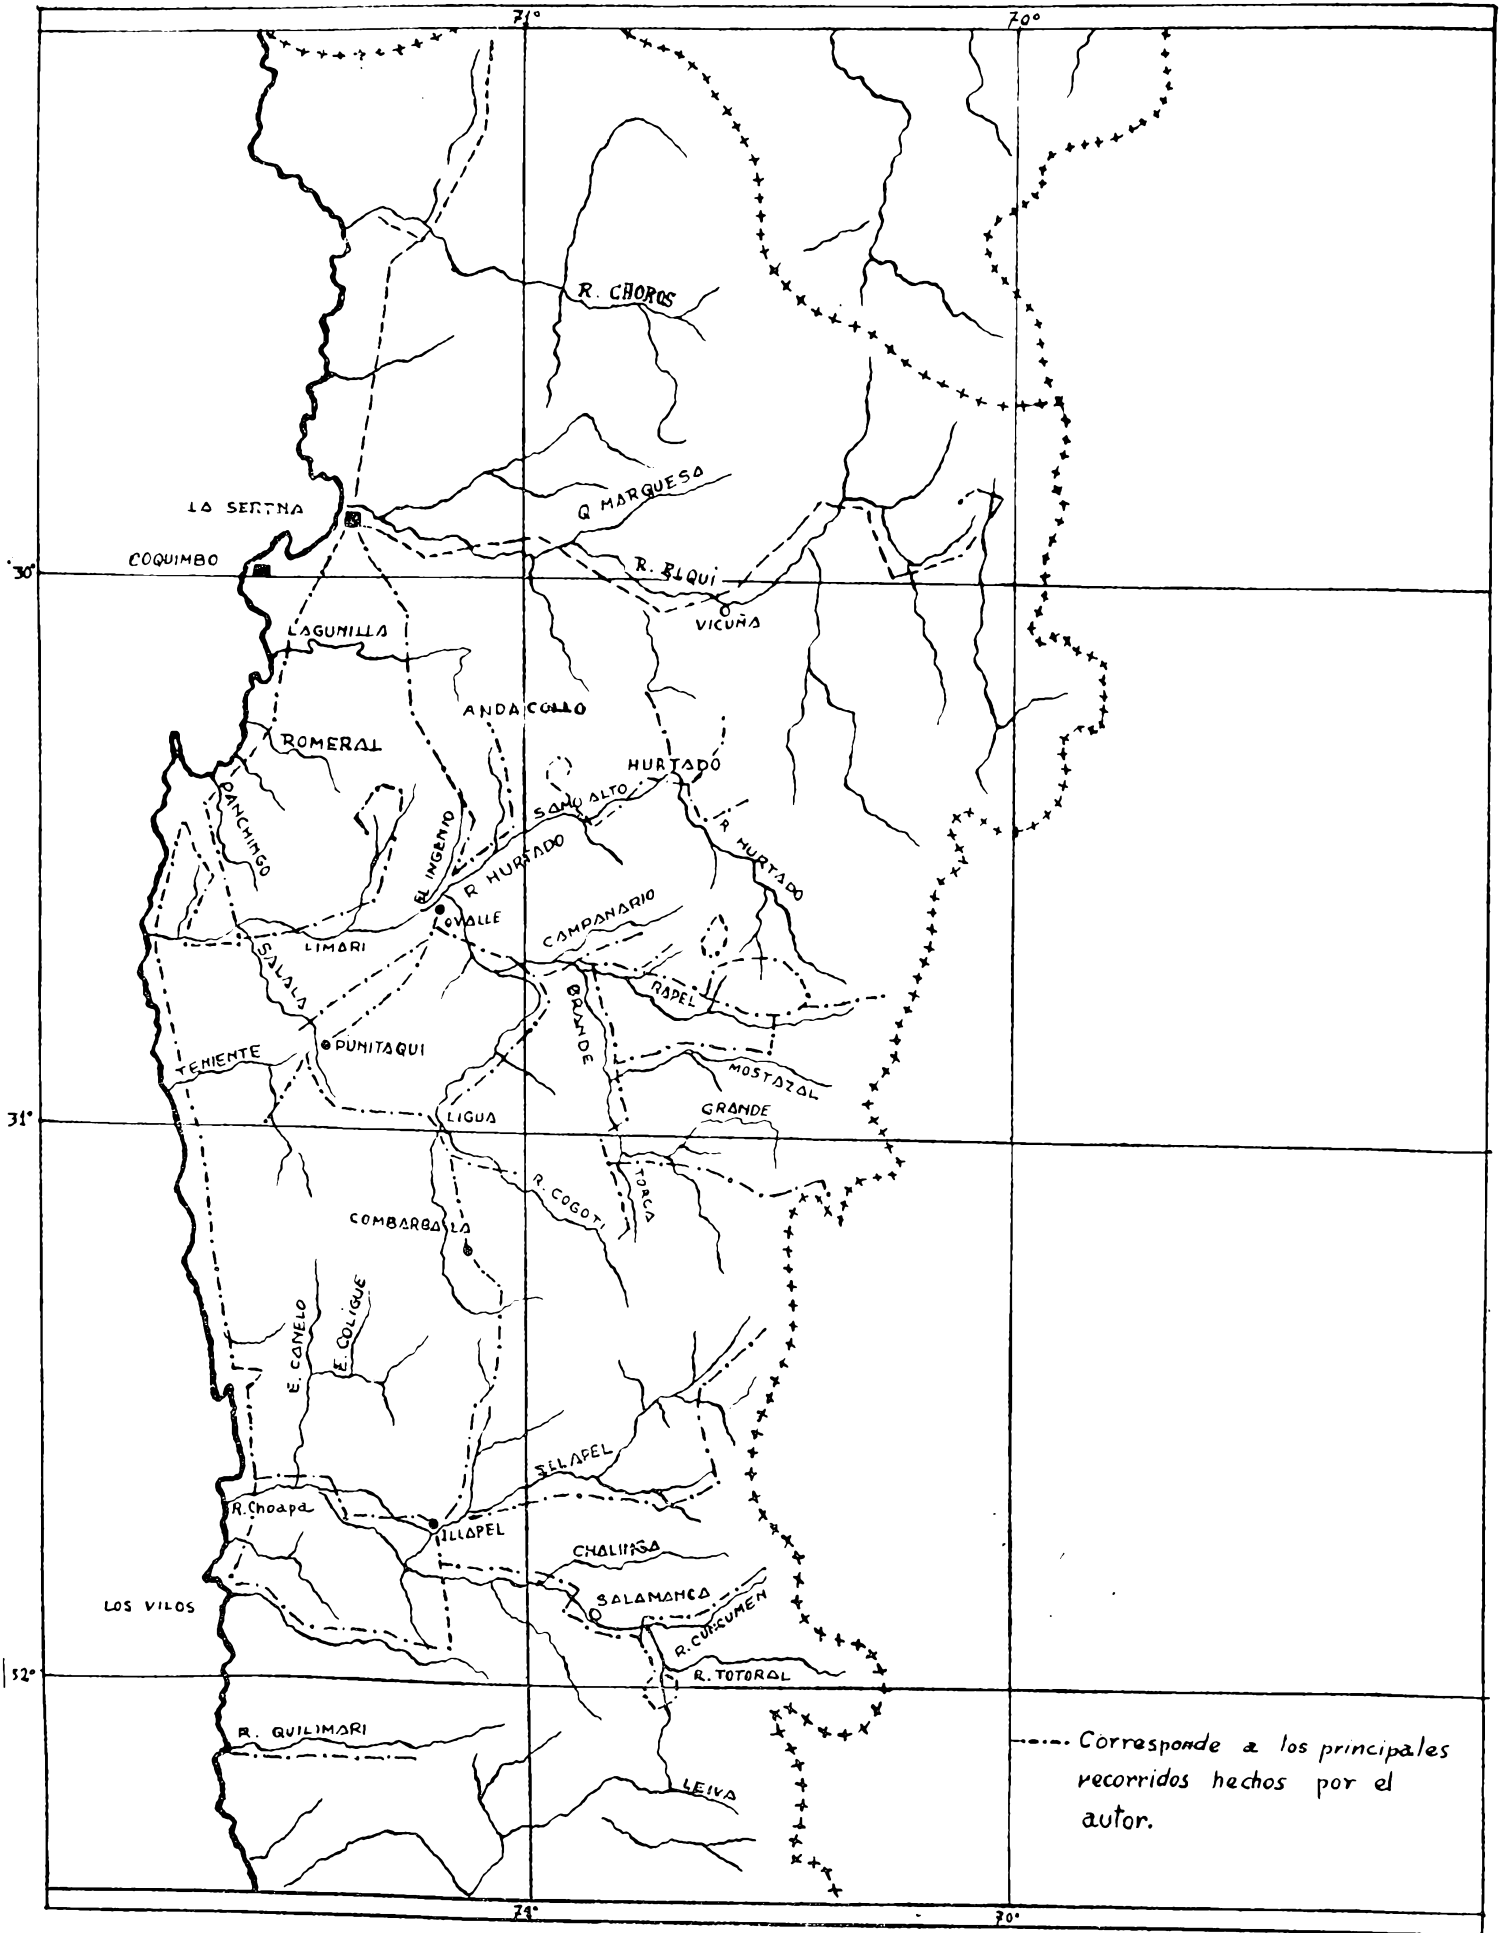 71° 70°
R. CHOROS
Q MARQUESA
LA SERENA
COQUIMBO
30°
R. ELQUI
VICUÑA
LAGUNILLA
ANDACOLLO
ROMERAL
HURTADO
SAMO ALTO
PANCHINGO
EL INGENIO
R HURTADO
R HURTADO
OVALLE
CAMPANARIO
LIMARI
SALALA
RAPEL
GRANDE
PUNITAQUI
TENIENTE
MOSTAZAL
31°
LIGUA
GRANDE
R. COGOTI
TORCA
COMBARBALA
E. CANELO
E. COLIGUE
ILLAPEL
R. Choapa
ILLAPEL
CHALINGA
SALAMANCA
LOS VILOS
R. CUNCUMEN
32°
R. TOTORAL
R. QUILIMARI
LEIVA
Corresponde a los principales
recorridos hechos por el
autor.
71° 70°